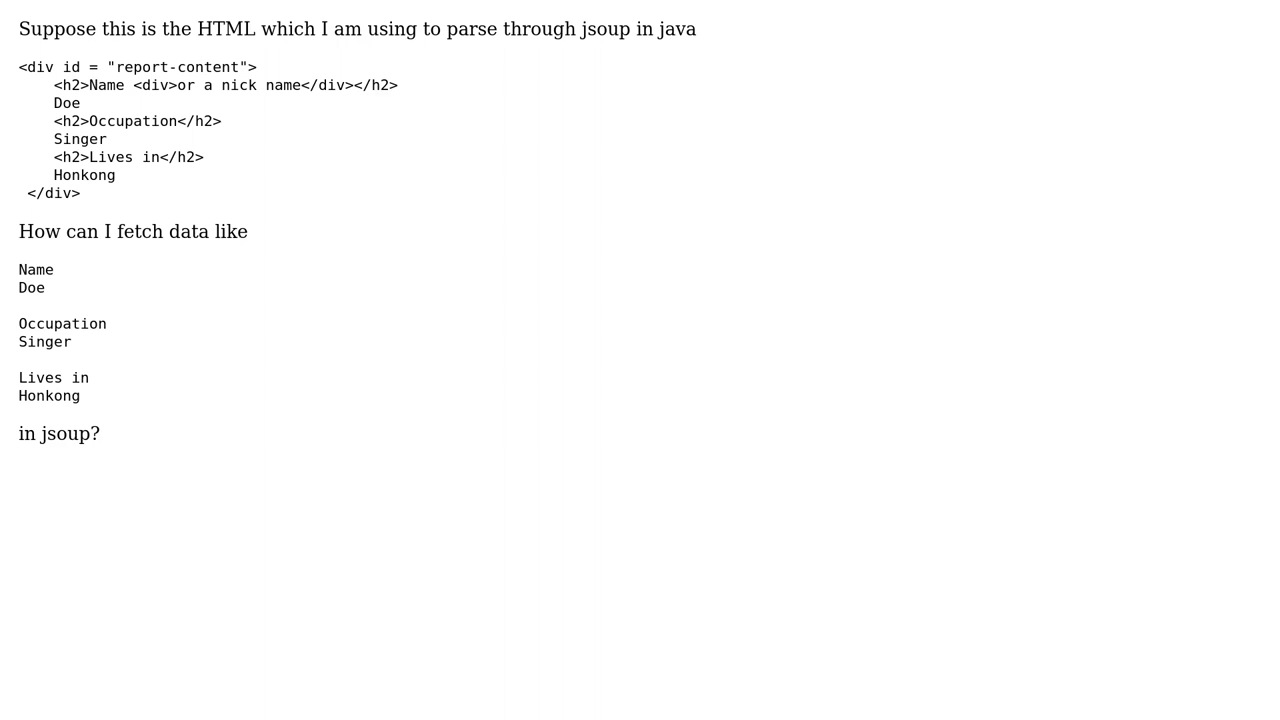 Suppose this is the HTML which I am using to parse through jsoup in java
<div id = "report-content">
    <h2>Name <div>or a nick name</div></h2>
    Doe
    <h2>Occupation</h2>
    Singer
    <h2>Lives in</h2>
    Honkong
 </div>
How can I fetch data like
Name
Doe
Occupation
Singer
Lives in
Honkong
in jsoup?